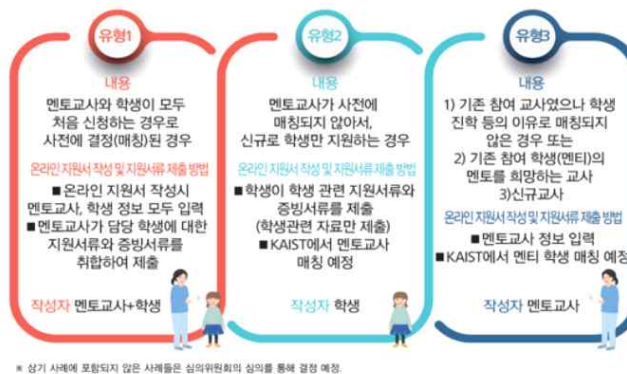 유형1
내용
멘토교사와 학생이 모두
처음 신청하는 경우로
사전에 결정(매칭)된 경우
온라인 지원서 작성 및 지원서류 제출 방법
■ 온라인 지원서 작성시
멘토교사, 학생 정보 모두 입력
■ 멘토교사가 담당 학생에 대한
지원서류와 증빙서류를
취합하여 제출
작성자 멘토교사+학생
유형2
내용
멘토교사가 사전에
매칭되지 않아서,
신규로 학생만 지원하는 경우
온라인 지원서 작성 및 지원서류 제출 방법
■ 학생이 학생 관련 지원서류와
증빙서류를 제출
(학생관련 자료만 제출)
■ KAIST에서 멘토교사
매칭 예정
작성자 학생
유형3
내용
1) 기존 참여 교사였으나 학생
진학 등의 이유로 매칭되지
않은 경우 또는
2) 기존 참여 학생(멘티)의
멘토를 희망하는 교사
3)신규교사
온라인 지원서 작성 및 지원서류 제출 방법
■ 멘토교사 정보 입력
■ KAIST에서 멘티 학생 매칭 예정
작성자 멘토교사
※ 상기 사례에 포함되지 않은 사례들은 심의위원회의 심의를 통해 결정 예정.